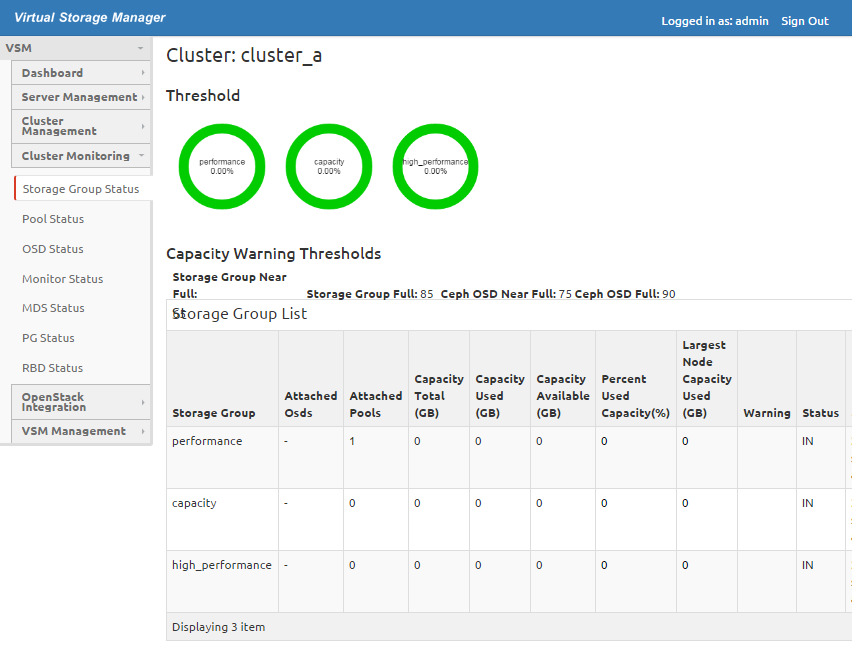 Virtual Storage Manager
Logged in as: admin Sign Out
VSM
Dashboard
Server Management
Cluster
Management
Cluster Monitoring
Storage Group Status
Pool Status
OSD Status
Monitor Status
MDS Status
PG Status
RBD Status
OpenStack
Integration
VSM Management
Cluster: cluster_a
Threshold
performance
0.00%
capacity
0.00%
high_performance
0.00%
Capacity Warning Thresholds
Storage Group Near
Full: Storage Group Full: 85 Ceph OSD Near Full: 75 Ceph OSD Full: 90
Storage Group List
Storage Group
Attached
Osds
Attached
Pools
Capacity
Total
(GB)
Capacity
Used
(GB)
Capacity
Available
(GB)
Percent
Used
Capacity(%)
Largest
Node
Capacity
Used
(GB)
Warning
Status
performance - 1 0 0 0 0 0 IN
capacity - 0 0 0 0 0 0 IN
high_performance - 0 0 0 0 0 0 IN
Displaying 3 item